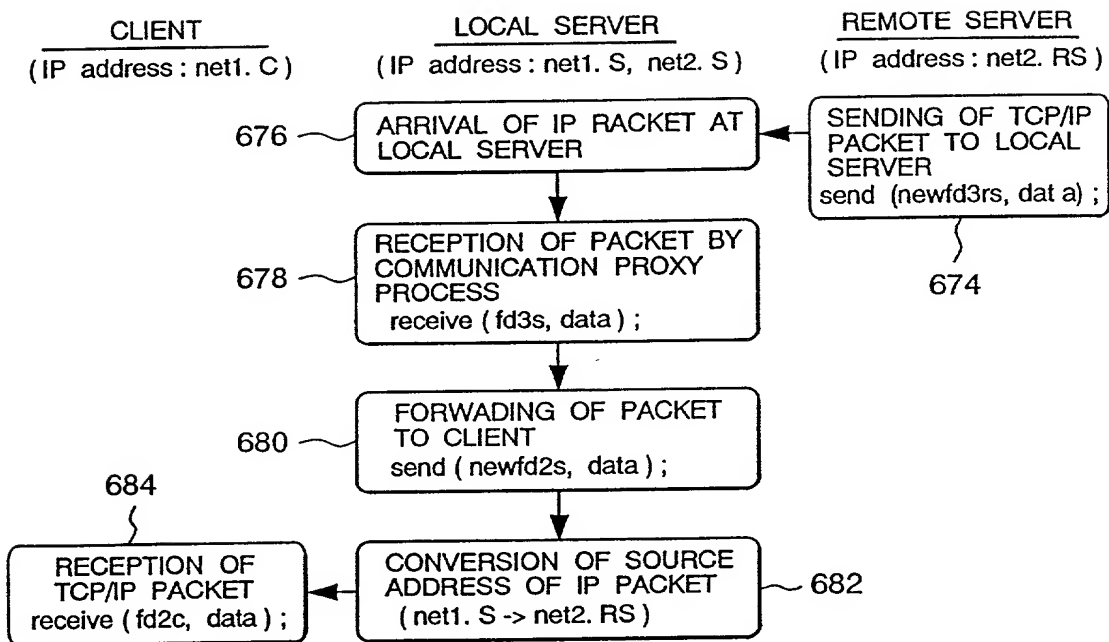 CLIENT
(IP address : net1. C)
LOCAL SERVER
(IP address : net1. S, net2. S)
REMOTE SERVER
(IP address : net2. RS)
676
ARRIVAL OF IP RACKET AT
LOCAL SERVER
SENDING OF TCP/IP
PACKET TO LOCAL
SERVER
send (newfd3rs, dat a) ;
674
678
RECEPTION OF PACKET BY
COMMUNICATION PROXY
PROCESS
receive ( fd3s, data ) ;
680
FORWADING OF PACKET
TO CLIENT
send ( newfd2s, data ) ;
684
RECEPTION OF
TCP/IP PACKET
receive ( fd2c, data ) ;
CONVERSION OF SOURCE
ADDRESS OF IP PACKET
( net1. S -> net2. RS )
682